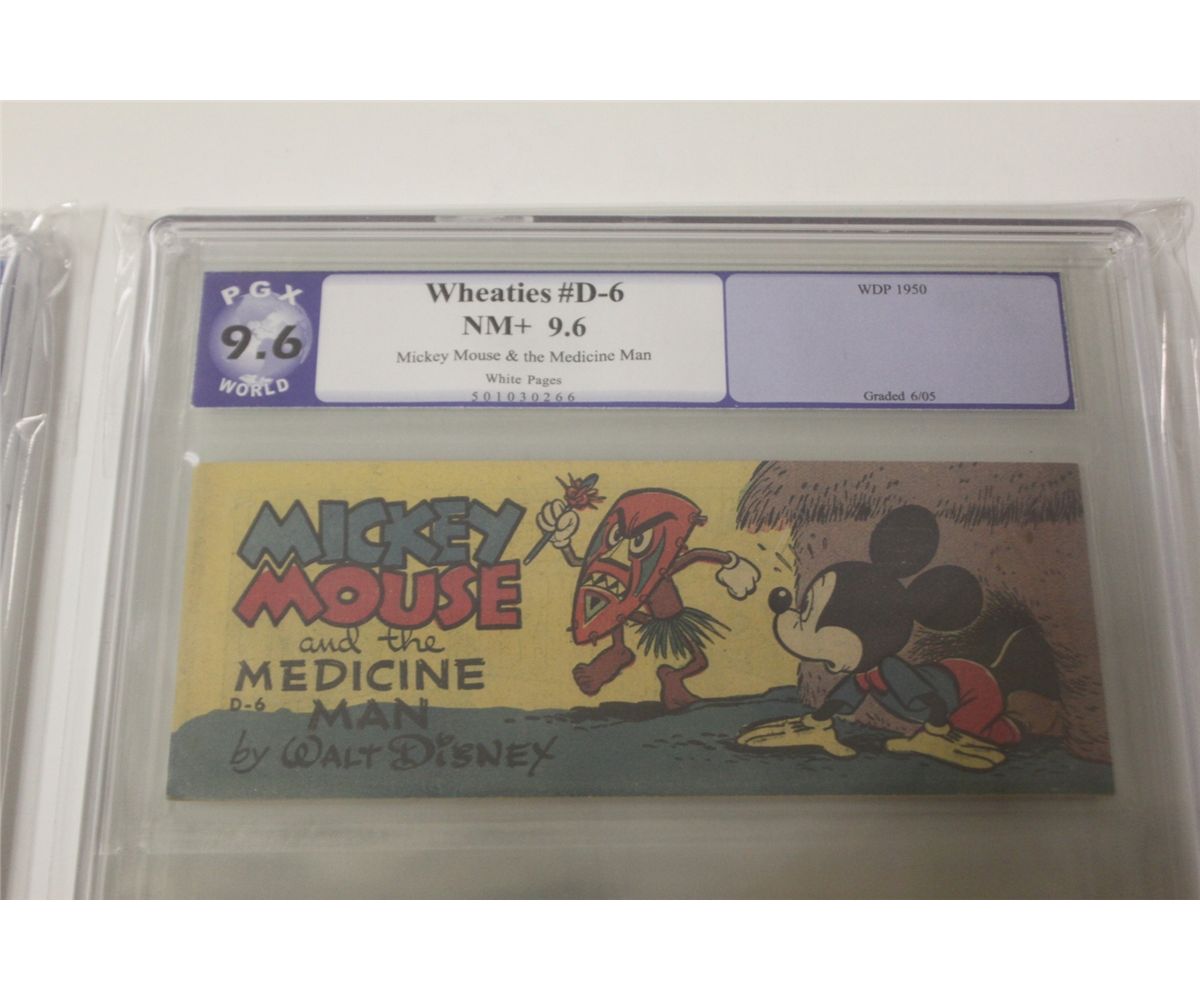 PGX
9.6
WORLD
Wheaties #D-6
NM+ 9.6
Mickey Mouse & the Medicine Man
White Pages
501030266
WDP 1950
Graded 6/05
MICKEY
MOUSE
and the
MEDICINE
D-6 MAN
by WALT DISNEY